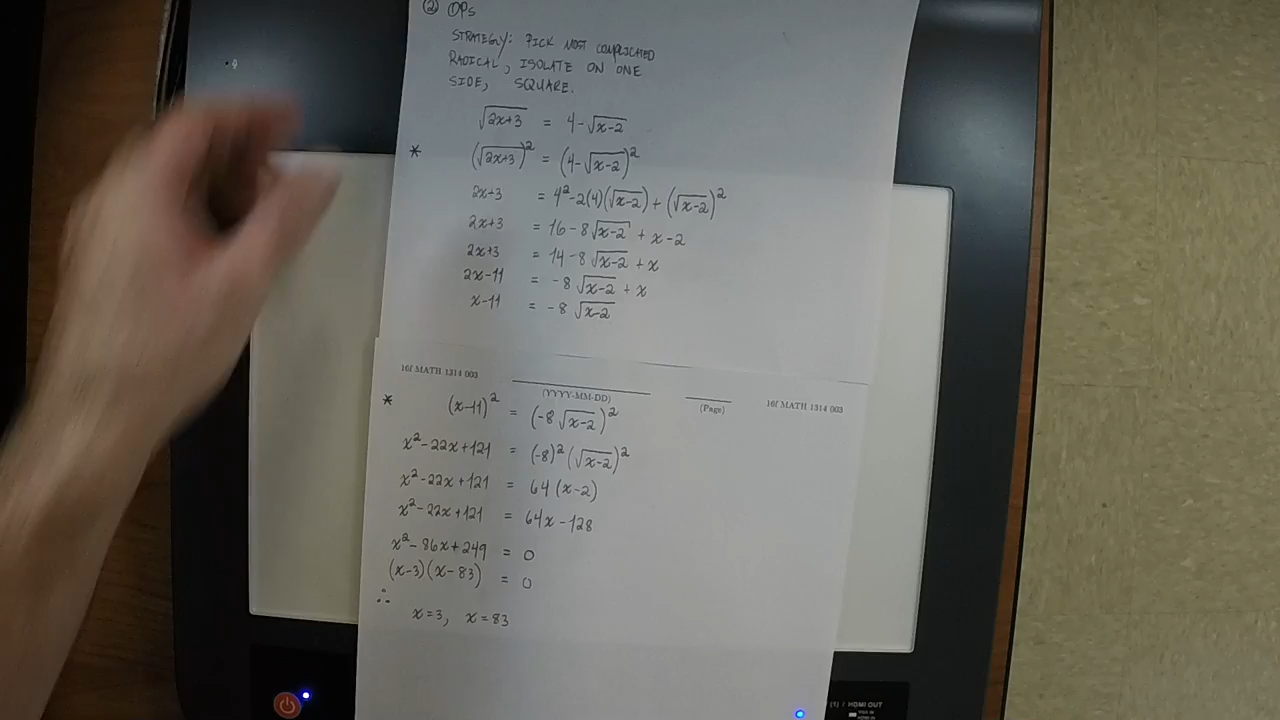 ② OPs
STRATEGY: PICK MOST COMPLICATED
RADICAL, ISOLATE ON ONE
SIDE, SQUARE.
√(2x+3) = 4-√(x-2)
* (√(2x+3))² = (4-√(x-2))²
2x+3 = 4²-2(4)(√(x-2))+(√(x-2))²
2x+3 = 16-8√(x-2) + x-2
2x+3 = 14-8√(x-2) + x
2x-11 = -8√(x-2) + x
x-11 = -8√(x-2)
16f MATH 1314 003
(YYYY-MM-DD)
(Page)
16f MATH 1314 003
* (x-11)² = (-8√(x-2))²
x²-22x+121 = (-8)²(√(x-2))²
x²-22x+121 = 64(x-2)
x²-22x+121 = 64x-128
x²-86x+249 = 0
(x-3)(x-83) = 0
∴
x=3, x=83
/ HDMI OUT